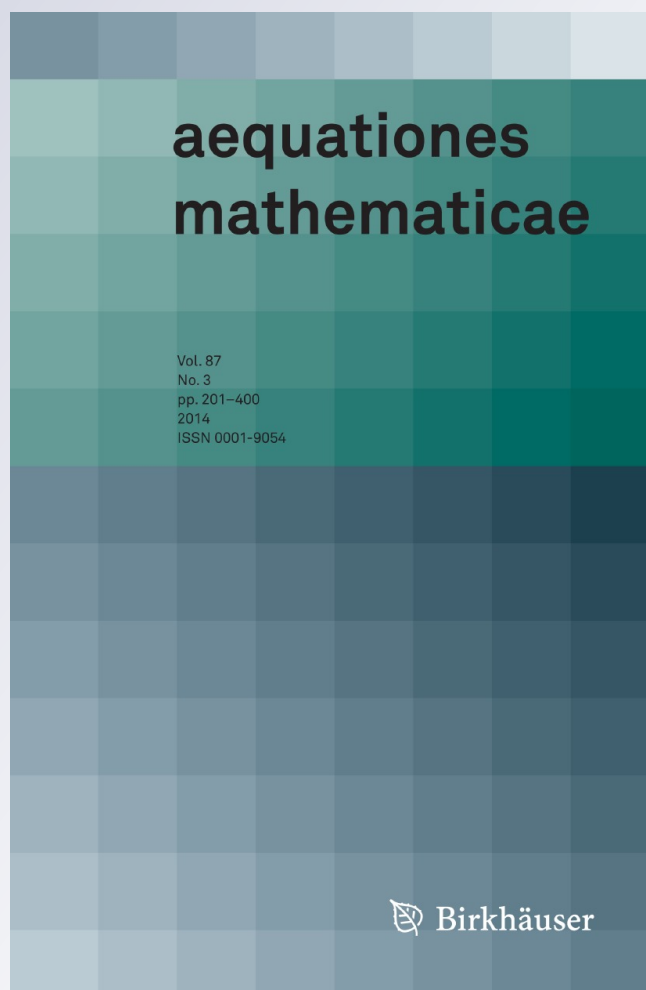 aequationes
mathematicae
Vol. 87
No. 3
pp. 201–400
2014
ISSN 0001-9054
Birkhäuser